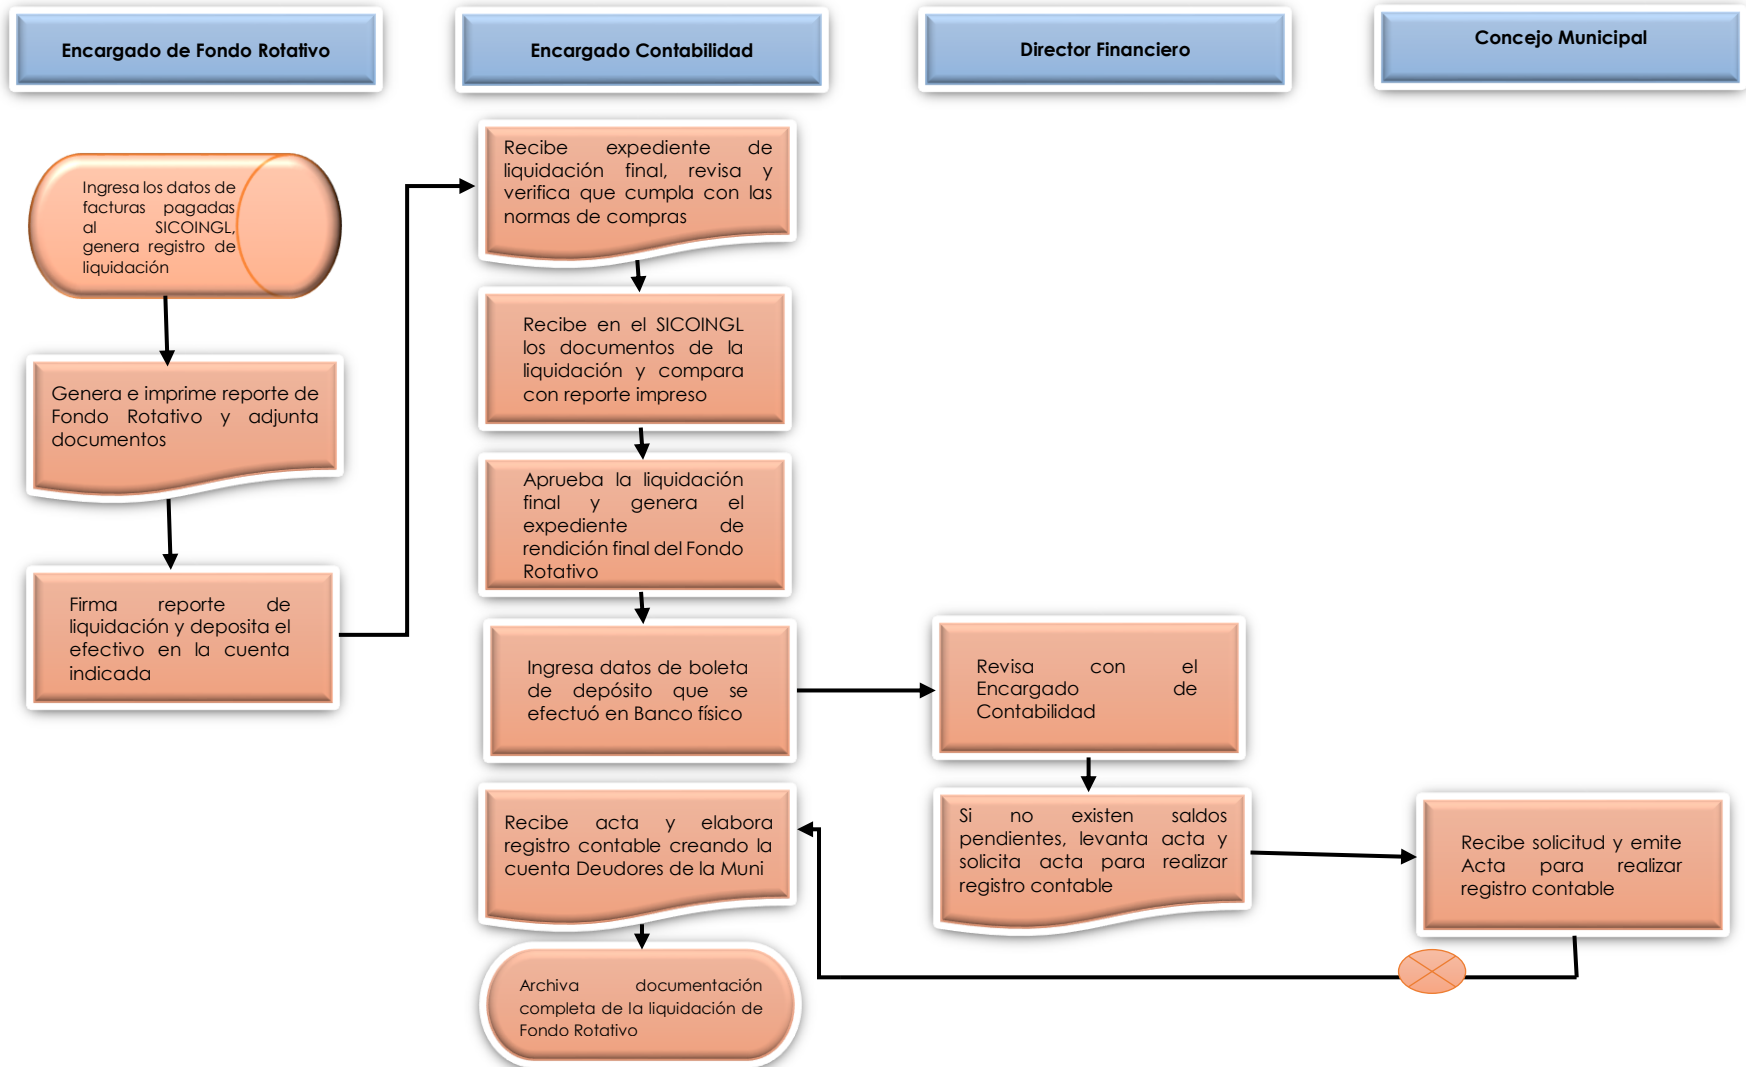 Encargado de Fondo Rotativo
Encargado Contabilidad
Director Financiero
Concejo Municipal
Ingresa los datos de
facturas pagadas
al SICOINGL,
genera registro de
liquidación
Genera e imprime reporte de
Fondo Rotativo y adjunta
documentos
Firma reporte de
liquidación y deposita el
efectivo en la cuenta
indicada
Recibe expediente de
liquidación final, revisa y
verifica que cumpla con las
normas de compras
Recibe en el SICOINGL
los documentos de la
liquidación y compara
con reporte impreso
Aprueba la liquidación
final y genera el
expediente de
rendición final del Fondo
Rotativo
Ingresa datos de boleta
de depósito que se
efectuó en Banco físico
Revisa con el
Encargado de
Contabilidad
Si no existen saldos
pendientes, levanta acta y
solicita acta para realizar
registro contable
Recibe solicitud y emite
Acta para realizar
registro contable
Recibe acta y elabora
registro contable creando la
cuenta Deudores de la Muni
Archiva documentación
completa de la liquidación de
Fondo Rotativo